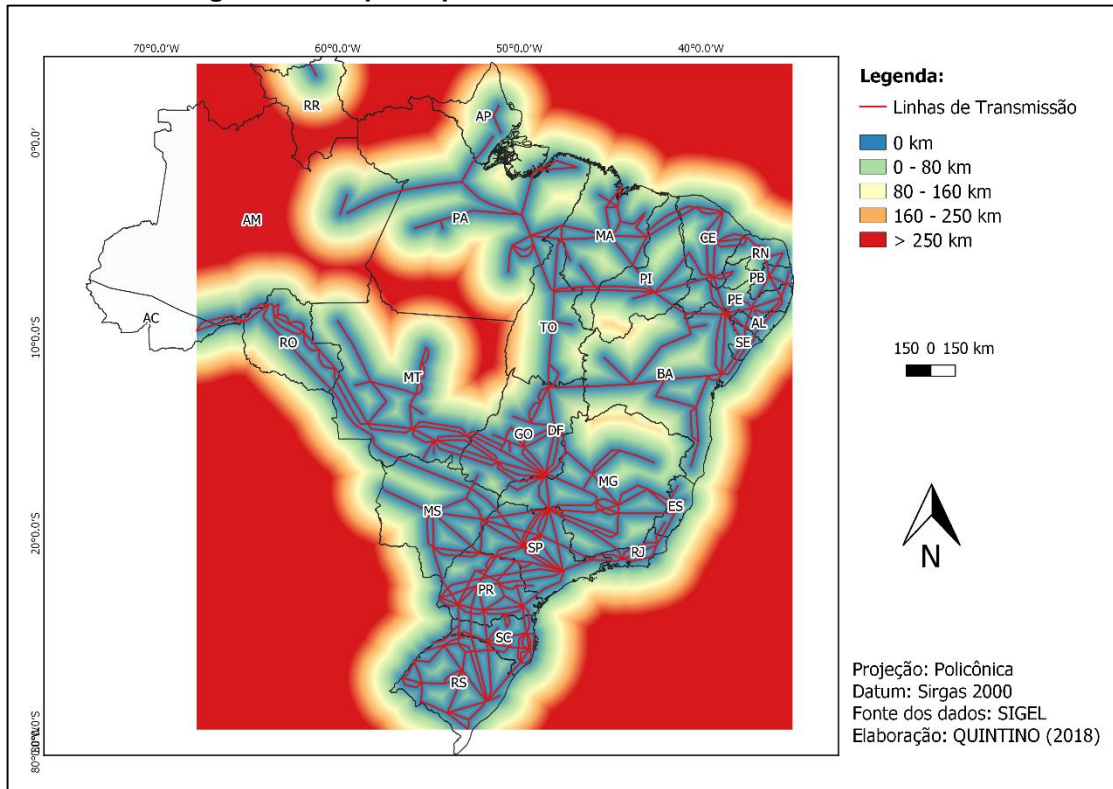 70°0.0'W 60°0.0'W 50°0.0'W 40°0.0'W
0°0.0'
10°0.0'S
20°0.0'S
RR
AP
AM
PA
MA
CE
RN
PB
PI
PE
AC
AL
TO
SE
RO
MT
BA
GO
DF
MG
MS
ES
SP
RJ
PR
SC
RS
Legenda:
Linhas de Transmissão
0 km
0 - 80 km
80 - 160 km
160 - 250 km
> 250 km
150 0 150 km
N
Projeção: Policônica
Datum: Sirgas 2000
Fonte dos dados: SIGEL
Elaboração: QUINTINO (2018)